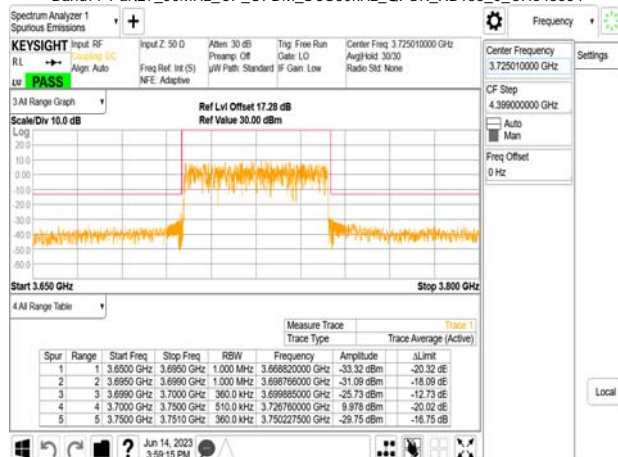 Spectrum Analyzer 1
Spurious Emissions
+
Frequency
KEYSIGHT
Input: RF
Coupling: DC
Align: Auto
Input Z: 50 Ω
Freq Ref: Int (S)
NFE: Adaptive
Atten: 30 dB
Preamp: Off
µW Path: Standard
Trig: Free Run
Gate: LO
IF Gain: Low
Center Freq: 3.725010000 GHz
Avg|Hold: 30/30
Radio Std: None
RL
PASS
Center Frequency
3.725010000 GHz
Settings
CF Step
4.399000000 GHz
Auto
Man
Freq Offset
0 Hz
Local
3 All Range Graph
Scale/Div 10.0 dB
Ref Lvl Offset 17.28 dB
Ref Value 30.00 dBm
Log
20.0
10.0
0.00
-10.0
-20.0
-30.0
-40.0
-50.0
-60.0
Start 3.650 GHz
Stop 3.800 GHz
4 All Range Table
Measure Trace Trace 1
Trace Type Trace Average (Active)
Spur Range Start Freq Stop Freq RBW Frequency Amplitude ΔLimit
1 1 3.6500 GHz 3.6950 GHz 1.000 MHz 3.668820000 GHz -33.32 dBm -20.32 dB
2 2 3.6950 GHz 3.6990 GHz 1.000 MHz 3.698766000 GHz -31.09 dBm -18.09 dB
3 3 3.6990 GHz 3.7000 GHz 360.0 kHz 3.699885000 GHz -25.73 dBm -12.73 dB
4 4 3.7000 GHz 3.7500 GHz 510.0 kHz 3.726760000 GHz 9.978 dBm -20.02 dB
5 5 3.7500 GHz 3.7510 GHz 360.0 kHz 3.750227500 GHz -29.75 dBm -16.75 dB
?
Jun 14, 2023
3:59:15 PM